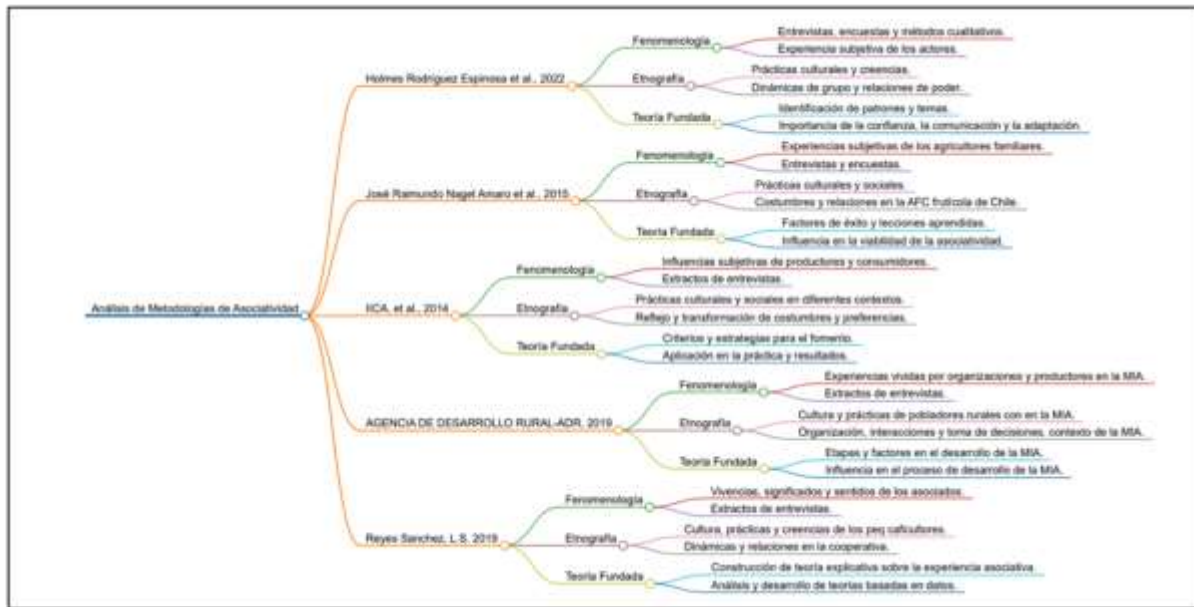 Análisis de Metodologías de Asociatividad
Holmes Rodríguez Espinosa et al., 2022
Fenomenología
Entrevistas, encuestas y métodos cualitativos.
Experiencia subjetiva de los actores.
Etnografía
Prácticas culturales y creencias.
Dinámicas de grupo y relaciones de poder.
Teoría Fundada
Identificación de patrones y temas.
Importancia de la confianza, la comunicación y la adaptación.
José Raimundo Naget Amaro et al., 2015
Fenomenología
Experiencias subjetivas de los agricultores familiares.
Entrevistas y encuestas.
Etnografía
Prácticas culturales y sociales.
Costumbres y relaciones en la AFC frutícola de Chile.
Teoría Fundada
Factores de éxito y lecciones aprendidas.
Influencia en la viabilidad de la asociatividad.
IICA, et al., 2014
Fenomenología
Influencias subjetivas de productores y consumidores.
Extractos de entrevistas.
Etnografía
Prácticas culturales y sociales en diferentes contextos.
Reflejo y transformación de costumbres y preferencias.
Teoría Fundada
Criterios y estrategias para el fomento.
Aplicación en la práctica y resultados.
AGENCIA DE DESARROLLO RURAL-ADR, 2019
Fenomenología
Experiencias vividas por organizaciones y productores en la MIA.
Extractos de entrevistas.
Etnografía
Cultura y prácticas de pobladores rurales con en la MIA.
Organización, interacciones y toma de decisiones, contexto de la MIA.
Teoría Fundada
Etapas y factores en el desarrollo de la MIA.
Influencia en el proceso de desarrollo de la MIA.
Reyes Sanchez, L.S. 2019
Fenomenología
Vivencias, significados y sentidos de los asociados.
Extractos de entrevistas.
Etnografía
Cultura, prácticas y creencias de los peq caficultores.
Dinámicas y relaciones en la cooperativa.
Teoría Fundada
Construcción de teoría explicativa sobre la experiencia asociativa
Análisis y desarrollo de teorías basadas en datos.